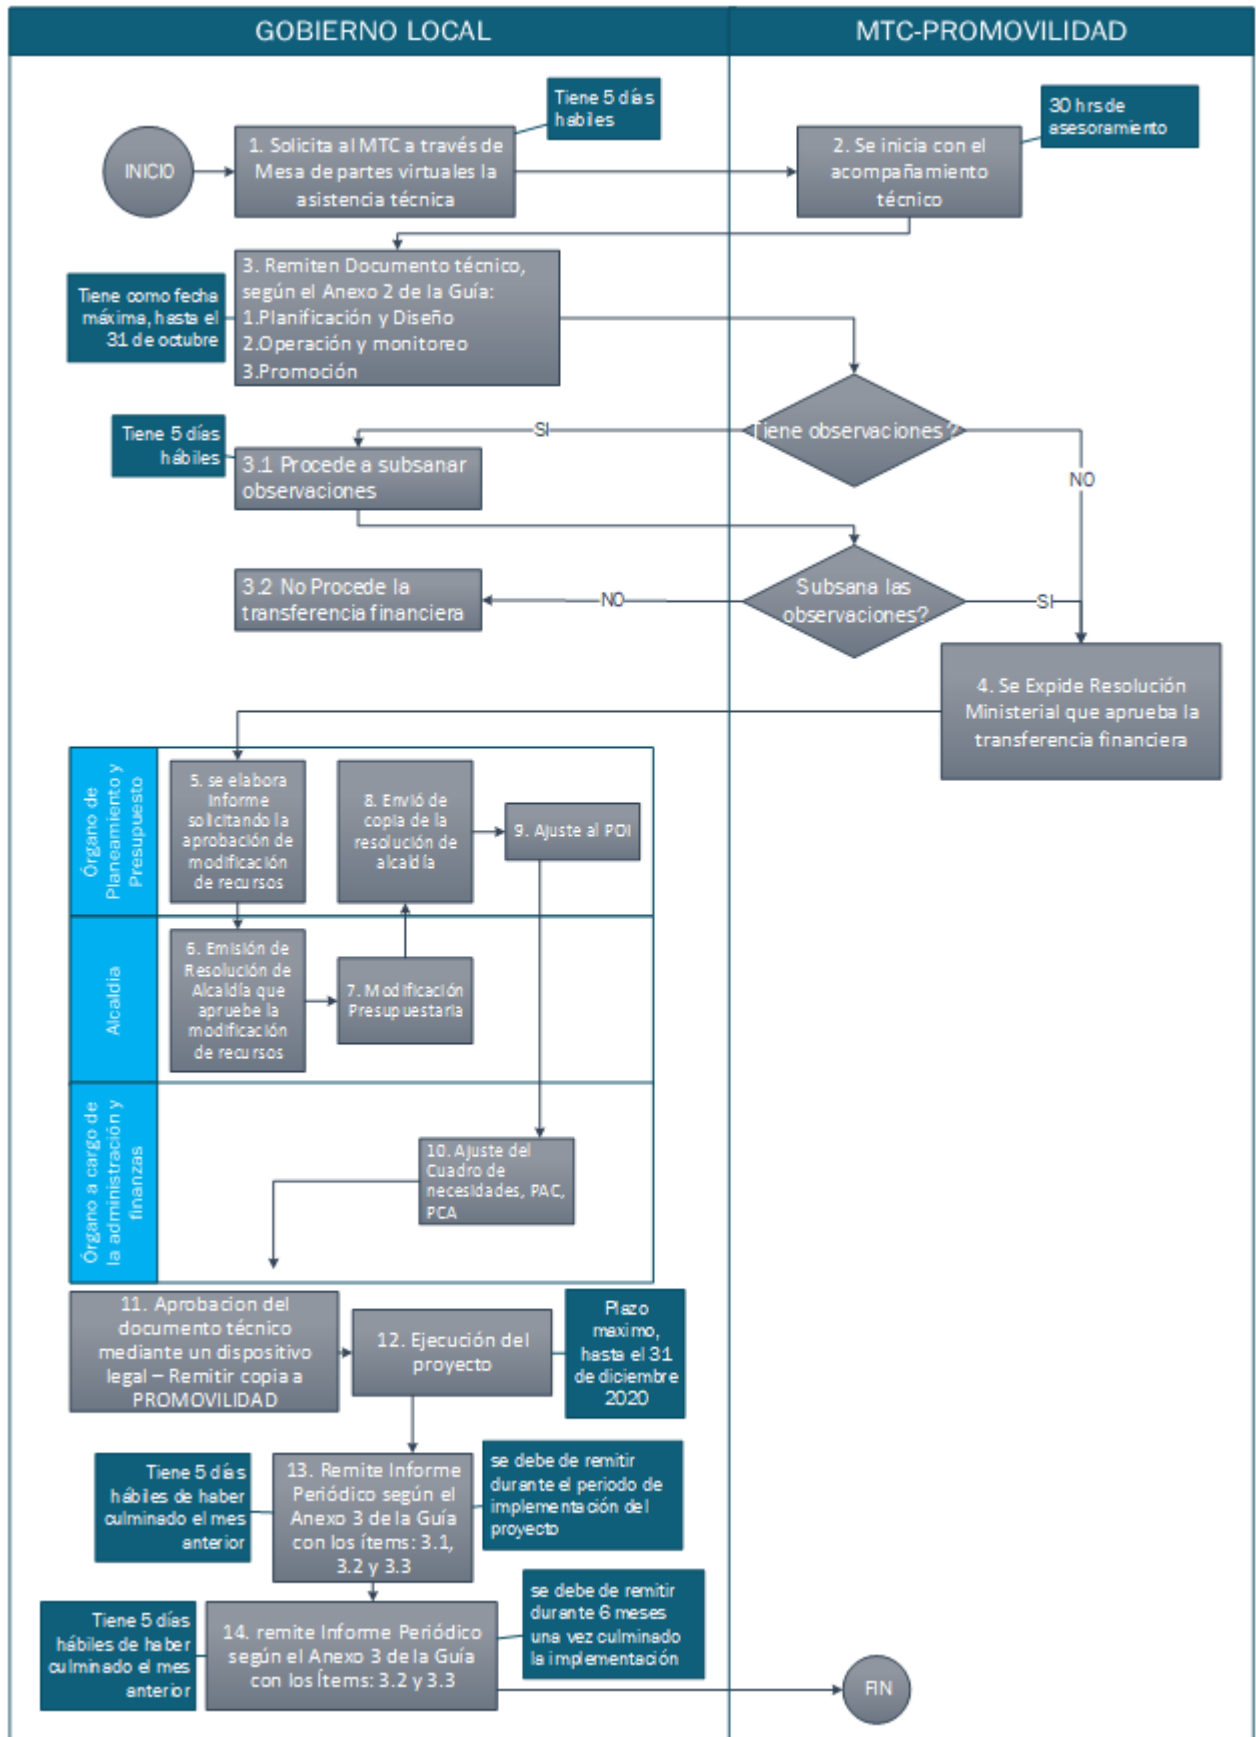 GOBIERNO LOCAL
MTC-PROMOVILIDAD
INICIO
1. Solicita al MTC a través de
Mesa de partes virtuales la
asistencia técnica
Tiene 5 días
habiles
2. Se inicia con el
acompañamiento
técnico
30 hrs de
asesoramiento
Tiene como fecha
máxima, hasta el
31 de octubre
3. Remiten Documento técnico,
según el Anexo 2 de la Guía:
1.Planificación y Diseño
2.Operación y monitoreo
3.Promoción
Tiene observaciones?
SI
NO
Tiene 5 días
hábiles
3.1 Procede a subsanar
observaciones
Subsana las
observaciones?
NO
SI
3.2 No Procede la
transferencia financiera
4. Se Expide Resolución
Ministerial que aprueba la
transferencia financiera
Órgano de
Planeamiento y
Presupuesto
5. se elabora
Informe
solicitando la
aprobación de
modificación
de recursos
8. Envió de
copia de la
resolución de
alcaldía
9. Ajuste al POI
Alcaldia
6. Emisión de
Resolución de
Alcaldía que
apruebe la
modificación
de recursos
7. Modificación
Presupuestaria
Órgano a cargo de
la administración y
finanzas
10. Ajuste del
Cuadro de
necesidades, PAC,
PCA
11. Aprobacion del
documento técnico
mediante un dispositivo
legal – Remitir copia a
PROMOVILIDAD
12. Ejecución del
proyecto
Plazo
maximo,
hasta el 31
de diciembre
2020
Tiene 5 días
hábiles de haber
culminado el mes
anterior
13. Remite Informe
Periódico según el
Anexo 3 de la Guía
con los ítems: 3.1,
3.2 y 3.3
se debe de remitir
durante el periodo de
implementación del
proyecto
Tiene 5 días
hábiles de haber
culminado el mes
anterior
14. remite Informe Periódico
según el Anexo 3 de la Guía
con los Ítems: 3.2 y 3.3
se debe de remitir
durante 6 meses
una vez culminado
la implementación
FIN